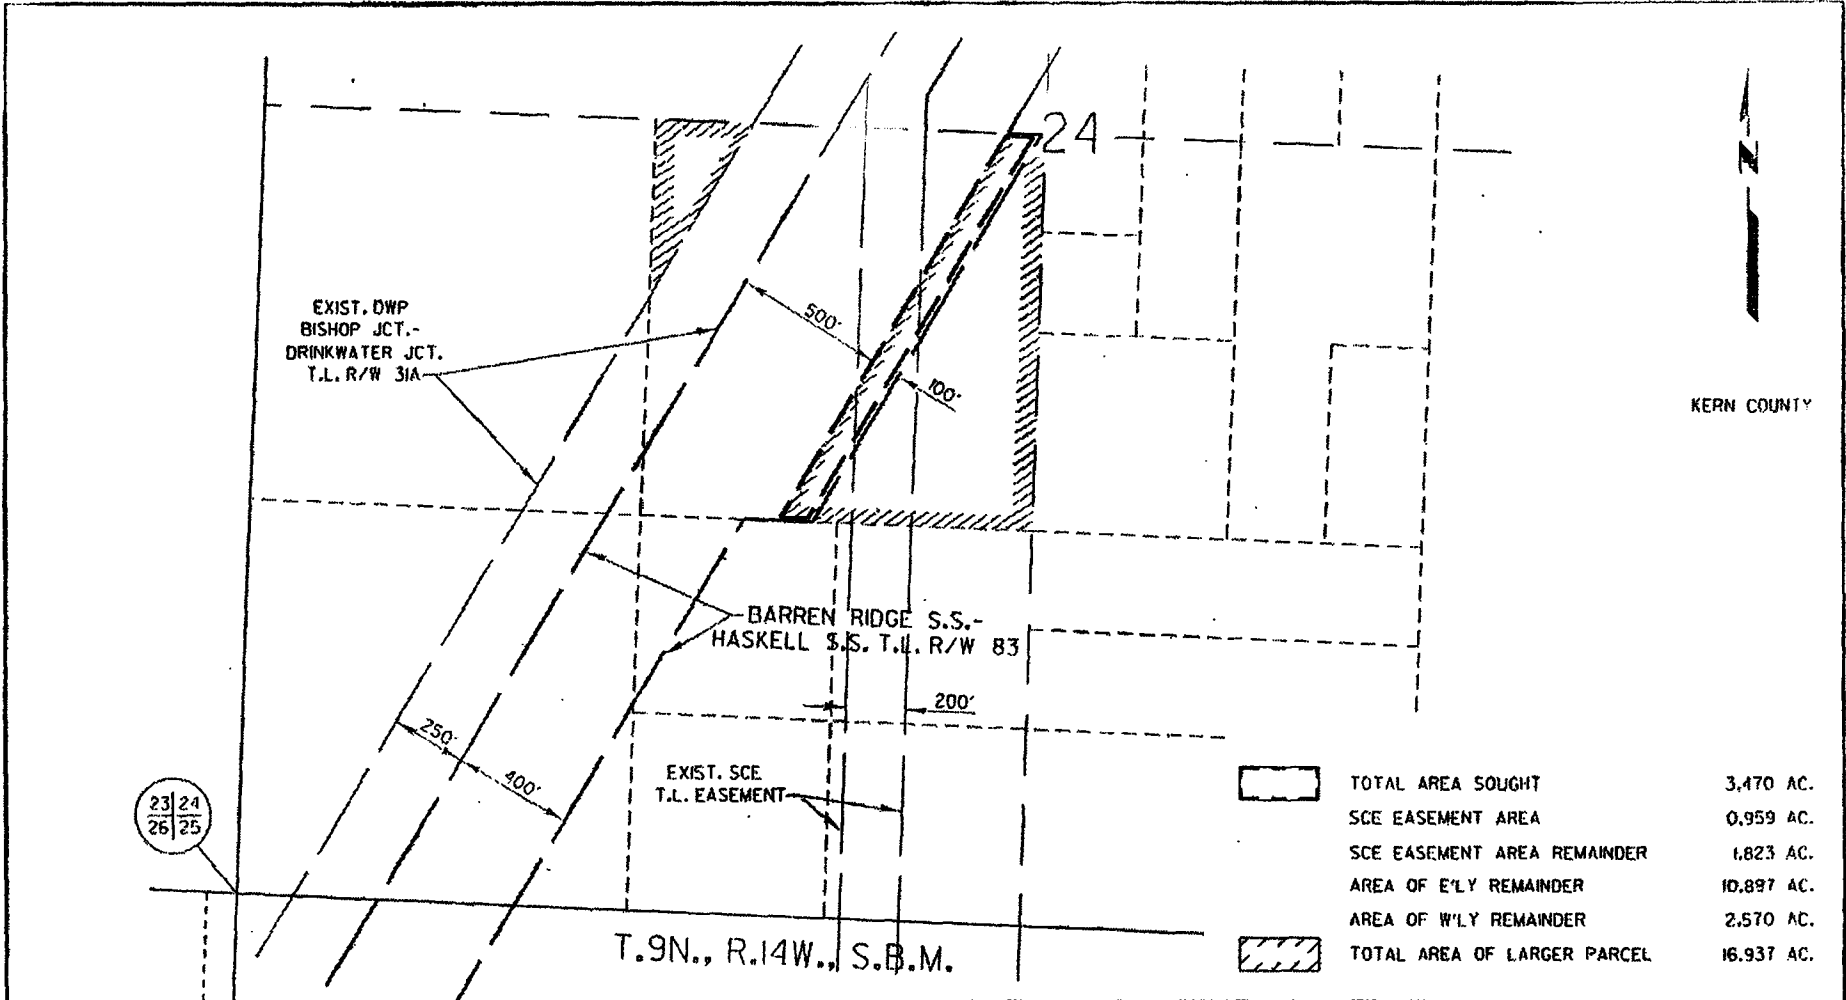 24
N
EXIST. DWP
BISHOP JCT.-
DRINKWATER JCT.
T.L. R/W 31A
500'
100'
KERN COUNTY
BARREN RIDGE S.S.-
HASKELL S.S. T.L. R/W 83
200'
250'
400'
EXIST. SCE
T.L. EASEMENT
23 24
26 25
T.9N., R.14W., S.B.M.
TOTAL AREA SOUGHT 3.470 AC.
SCE EASEMENT AREA 0.959 AC.
SCE EASEMENT AREA REMAINDER 1.823 AC.
AREA OF E'LY REMAINDER 10.897 AC.
AREA OF W'LY REMAINDER 2.570 AC.
TOTAL AREA OF LARGER PARCEL 16.937 AC.